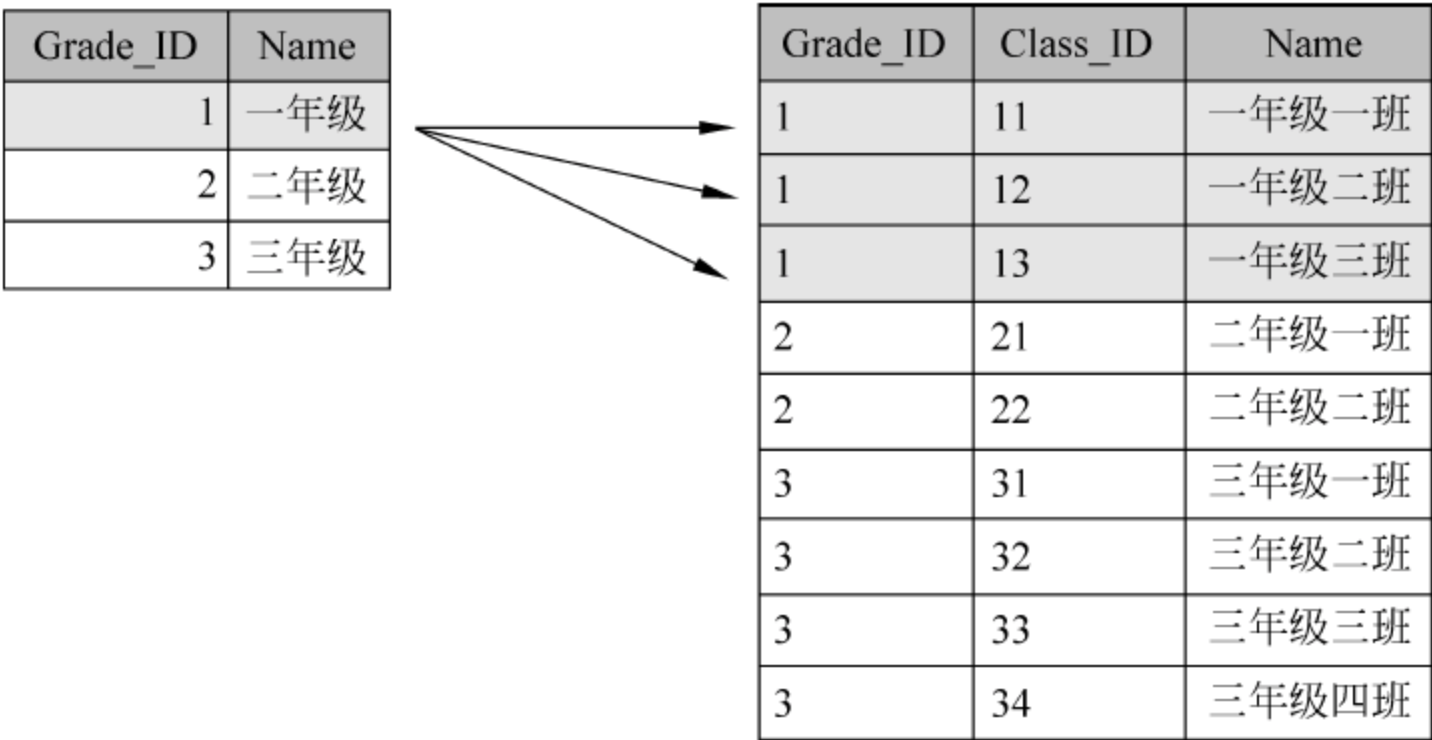 Grade_ID Name
1 一年级
2 二年级
3 三年级
Grade_ID Class_ID Name
1 11 一年级一班
1 12 一年级二班
1 13 一年级三班
2 21 二年级一班
2 22 二年级二班
3 31 三年级一班
3 32 三年级二班
3 33 三年级三班
3 34 三年级四班